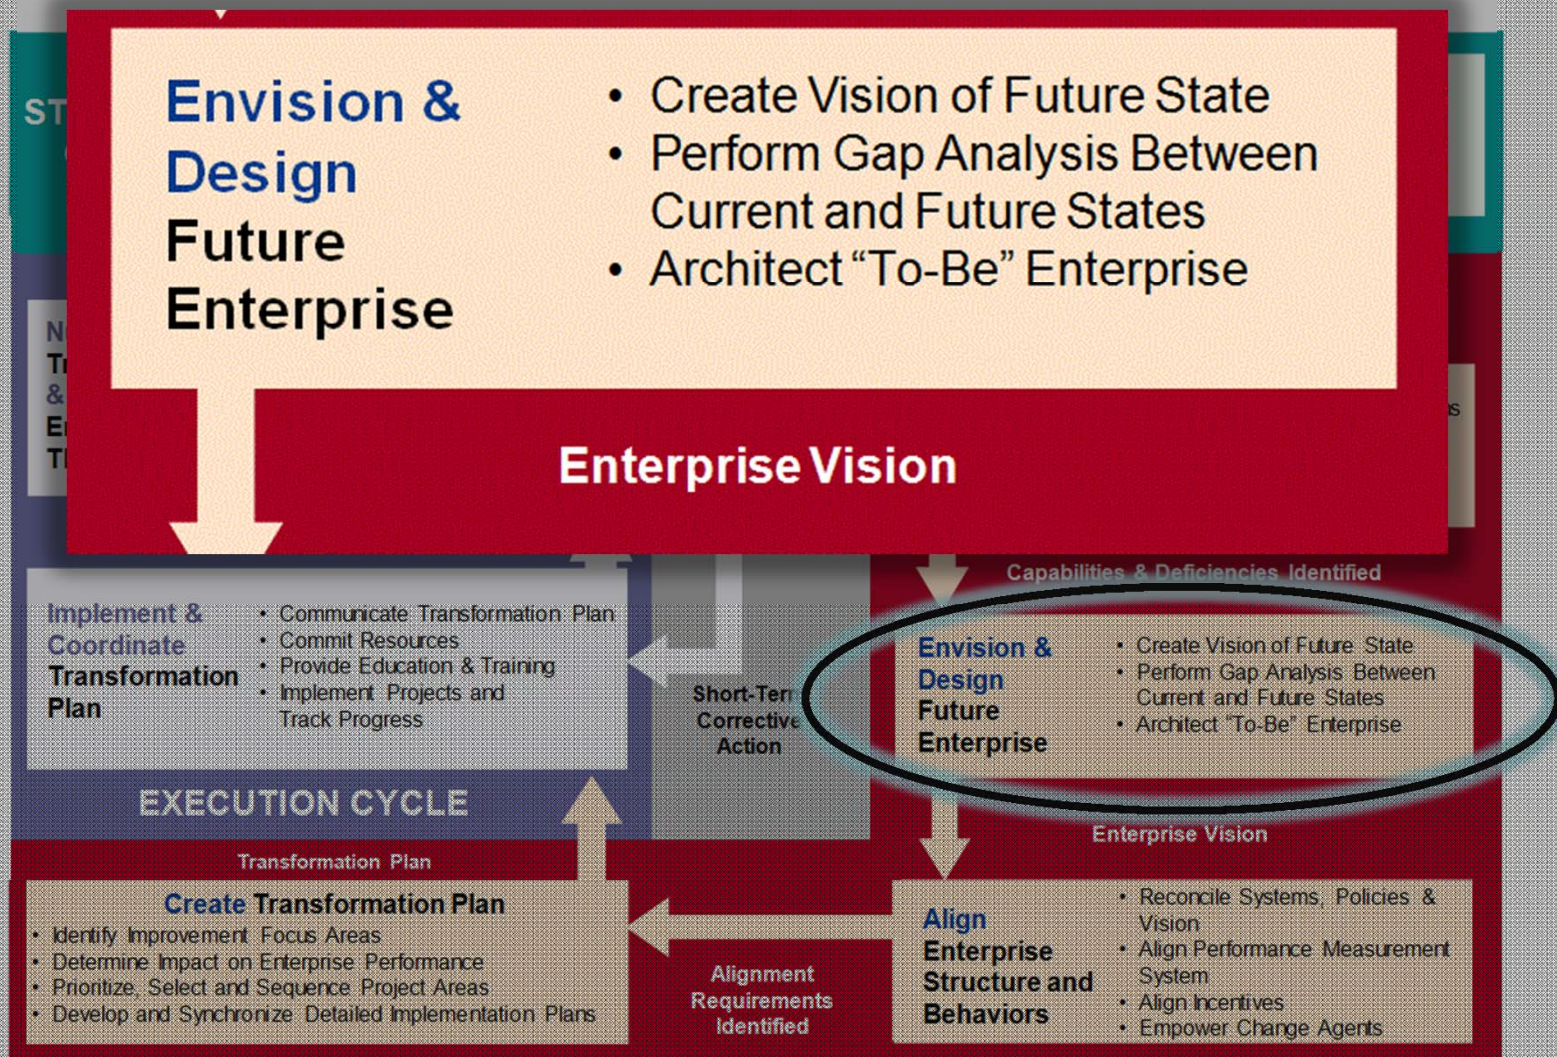 Envision &
Design
Future
Enterprise
• Create Vision of Future State
• Perform Gap Analysis Between
Current and Future States
• Architect “To-Be” Enterprise
Enterprise Vision
Capabilities & Deficiencies Identified
Implement &
Coordinate
Transformation
Plan
• Communicate Transformation Plan
• Commit Resources
• Provide Education & Training
• Implement Projects and
Track Progress
EXECUTION CYCLE
Short-Term
Corrective
Action
Envision &
Design
Future
Enterprise
• Create Vision of Future State
• Perform Gap Analysis Between
Current and Future States
• Architect “To-Be” Enterprise
Enterprise Vision
Transformation Plan
Create Transformation Plan
• Identify Improvement Focus Areas
• Determine Impact on Enterprise Performance
• Prioritize, Select and Sequence Project Areas
• Develop and Synchronize Detailed Implementation Plans
Alignment
Requirements
Identified
Align
Enterprise
Structure and
Behaviors
• Reconcile Systems, Policies &
Vision
• Align Performance Measurement
System
• Align Incentives
• Empower Change Agents